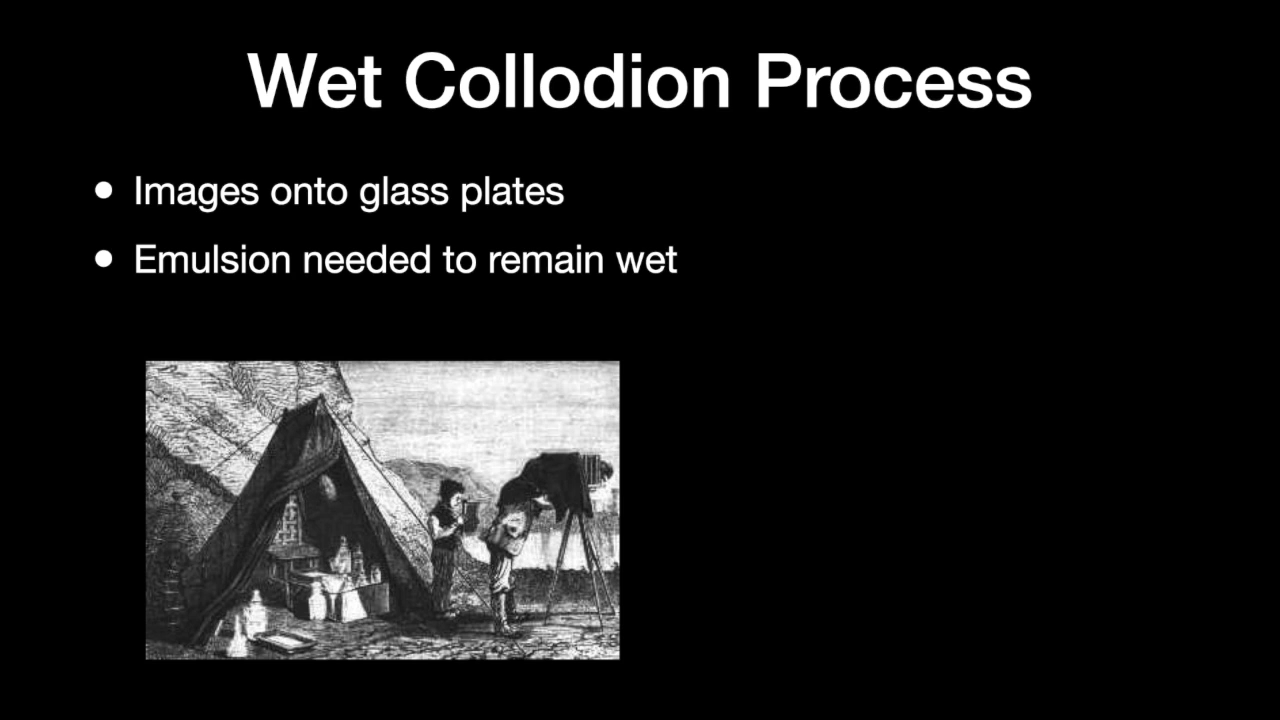 Wet Collodion Process
• Images onto glass plates
• Emulsion needed to remain wet